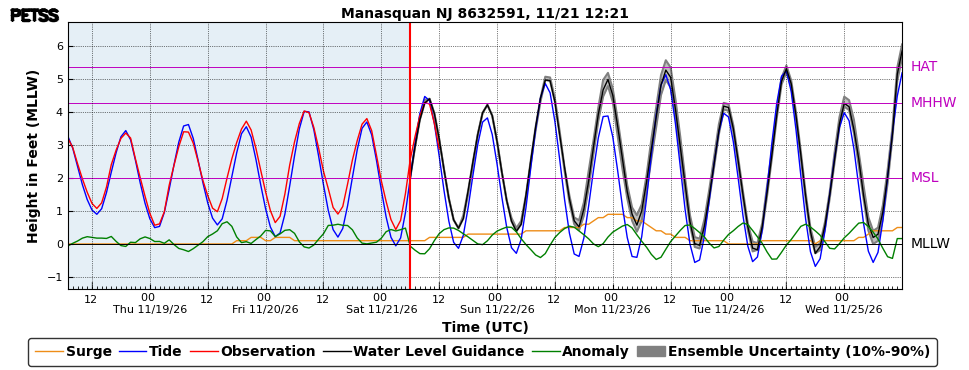 PETSS
Manasquan NJ 8632591, 11/21 12:21
Height in Feet (MLLW)
6
5
4
3
2
1
0
−1
HAT
MHHW
MSL
MLLW
12 00 12 00 12 00 12 00 12 00 12 00 12 00
Thu 11/19/26 Fri 11/20/26 Sat 11/21/26 Sun 11/22/26 Mon 11/23/26 Tue 11/24/26 Wed 11/25/26
Time (UTC)
Surge Tide Observation Water Level Guidance Anomaly Ensemble Uncertainty (10%-90%)